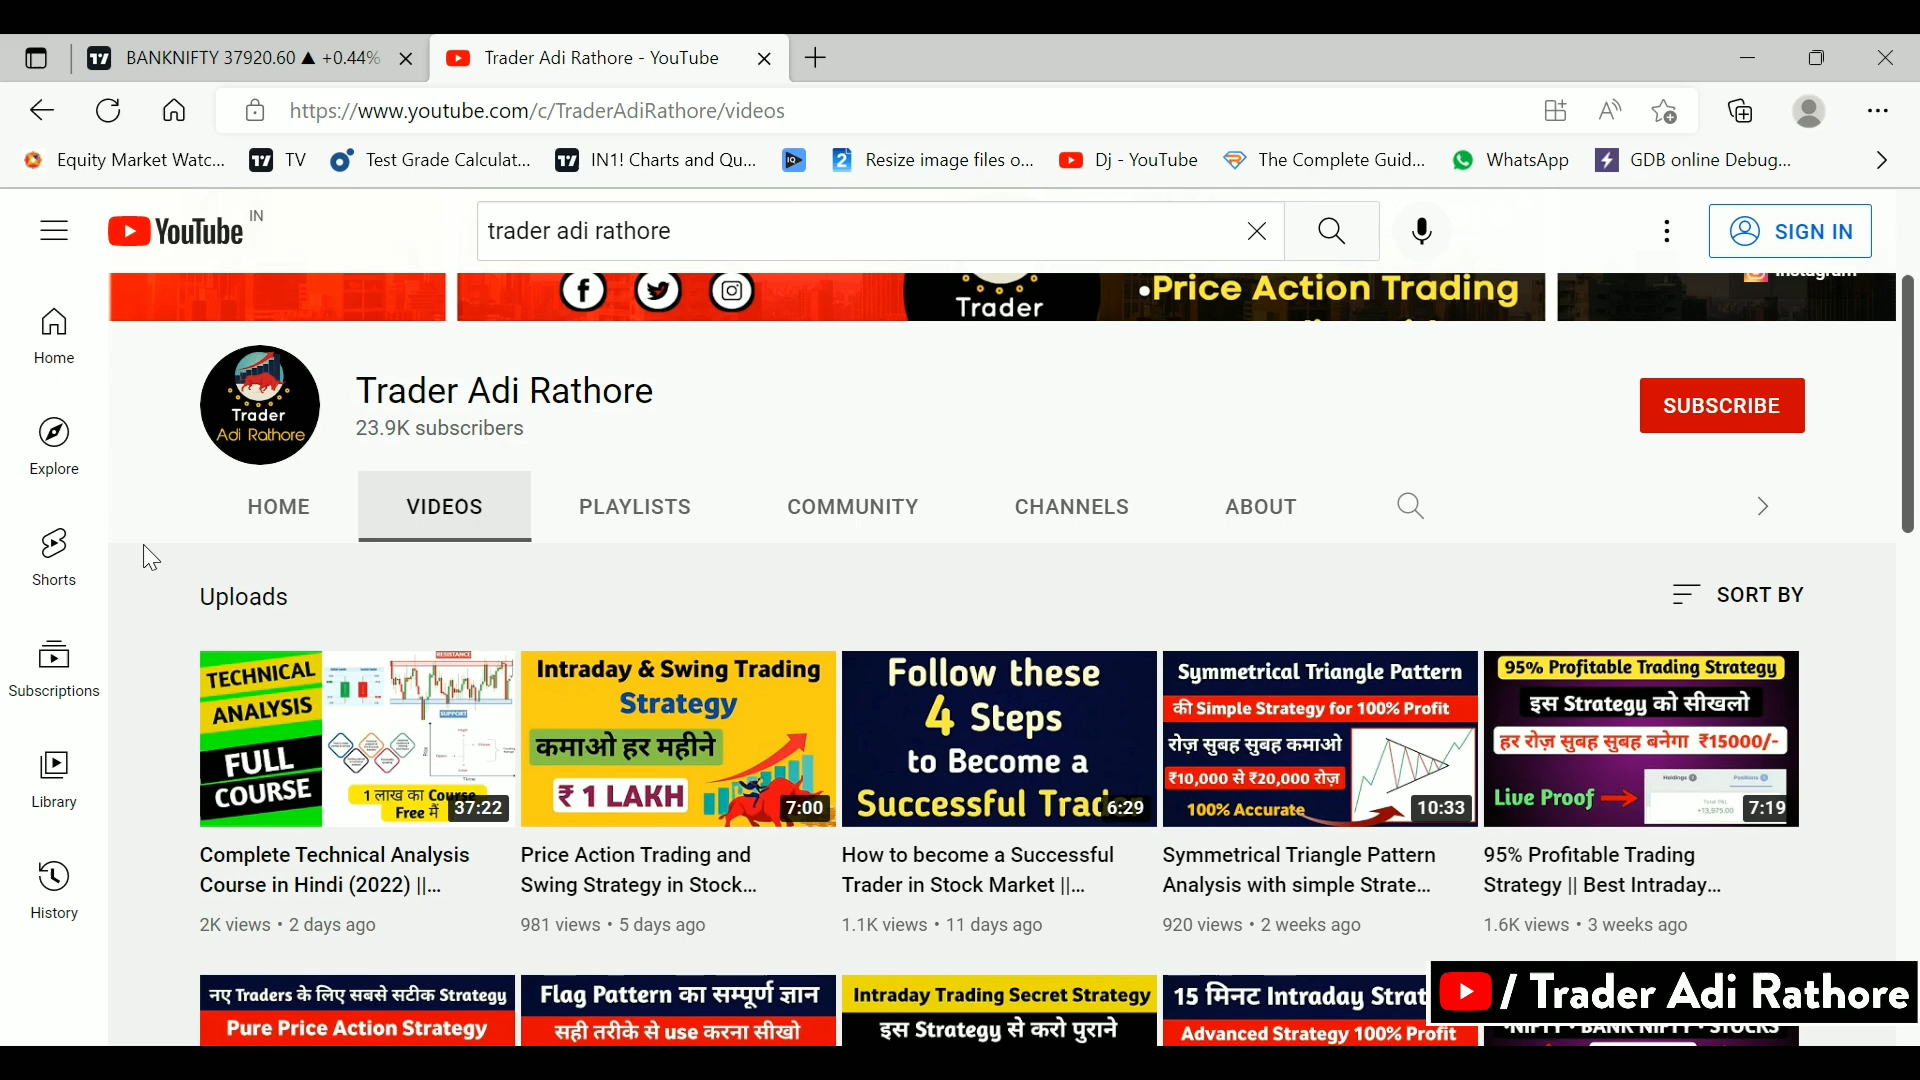 BANKNIFTY 37920.60 ▲ +0.44%
Trader Adi Rathore - YouTube
https://www.youtube.com/c/TraderAdiRathore/videos
Equity Market Watc...
TV
Test Grade Calculat...
IN1! Charts and Qu...
Resize image files o...
Dj - YouTube
The Complete Guid...
WhatsApp
GDB online Debug...
YouTube IN
trader adi rathore
SIGN IN
Trader
•Price Action Trading
Home
Explore
Shorts
Subscriptions
Library
History
Trader
Adi Rathore
Trader Adi Rathore
23.9K subscribers
SUBSCRIBE
HOME
VIDEOS
PLAYLISTS
COMMUNITY
CHANNELS
ABOUT
Uploads
SORT BY
TECHNICAL
ANALYSIS
FULL
COURSE
RESISTANCE
SUPPORT
1 लाख का Course
Free में
37:22
Complete Technical Analysis
Course in Hindi (2022) ||...
2K views • 2 days ago
Intraday & Swing Trading
Strategy
कमाओ हर महीने
₹ 1 LAKH
7:00
Price Action Trading and
Swing Strategy in Stock...
981 views • 5 days ago
Follow these
4 Steps
to Become a
Successful Trad
6:29
How to become a Successful
Trader in Stock Market ||...
1.1K views • 11 days ago
Symmetrical Triangle Pattern
की Simple Strategy for 100% Profit
रोज़ सुबह सुबह कमाओ
₹10,000 से ₹20,000 रोज़
100% Accurate
10:33
Symmetrical Triangle Pattern
Analysis with simple Strate...
920 views • 2 weeks ago
95% Profitable Trading Strategy
इस Strategy को सीखलो
हर रोज़ सुबह सुबह बनेगा ₹15000/-
Live Proof
Holdings
Positions
Total P&L
+13,975.00
7:19
95% Profitable Trading
Strategy || Best Intraday...
1.6K views • 3 weeks ago
नए Traders के लिए सबसे सटीक Strategy
Pure Price Action Strategy
Flag Pattern का सम्पूर्ण ज्ञान
सही तरीके से use करना सीखो
Intraday Trading Secret Strategy
इस Strategy से करो पुराने
15 मिनट Intraday Strat
Advanced Strategy 100% Profit
/ Trader Adi Rathore
•NIFTY • BANK NIFTY • STOCKS